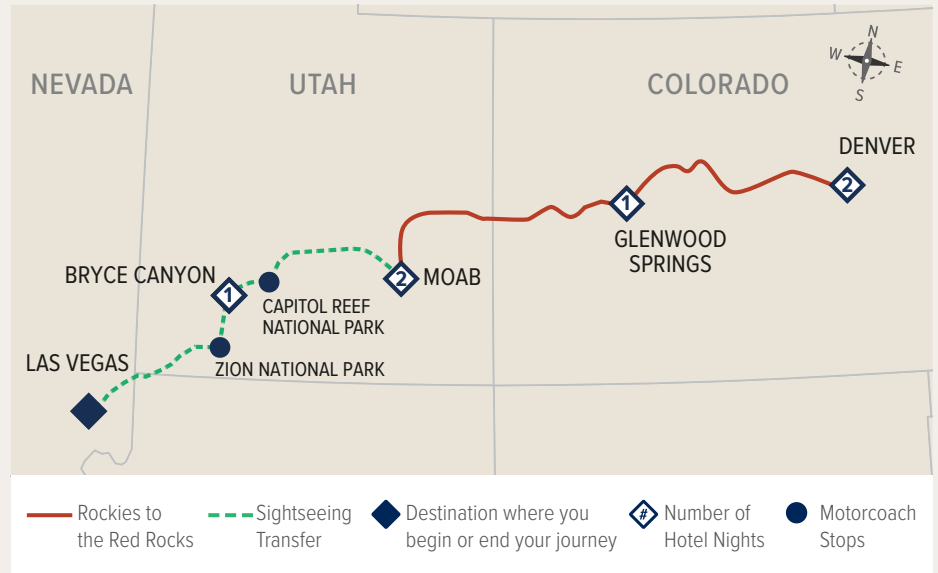 NEVADA
UTAH
COLORADO
N
W
E
S
DENVER
2
1
GLENWOOD
SPRINGS
BRYCE CANYON
1
2
MOAB
CAPITOL REEF
NATIONAL PARK
LAS VEGAS
ZION NATIONAL PARK
Rockies to
the Red Rocks
Sightseeing
Transfer
Destination where you
begin or end your journey
#
Number of
Hotel Nights
Motorcoach
Stops